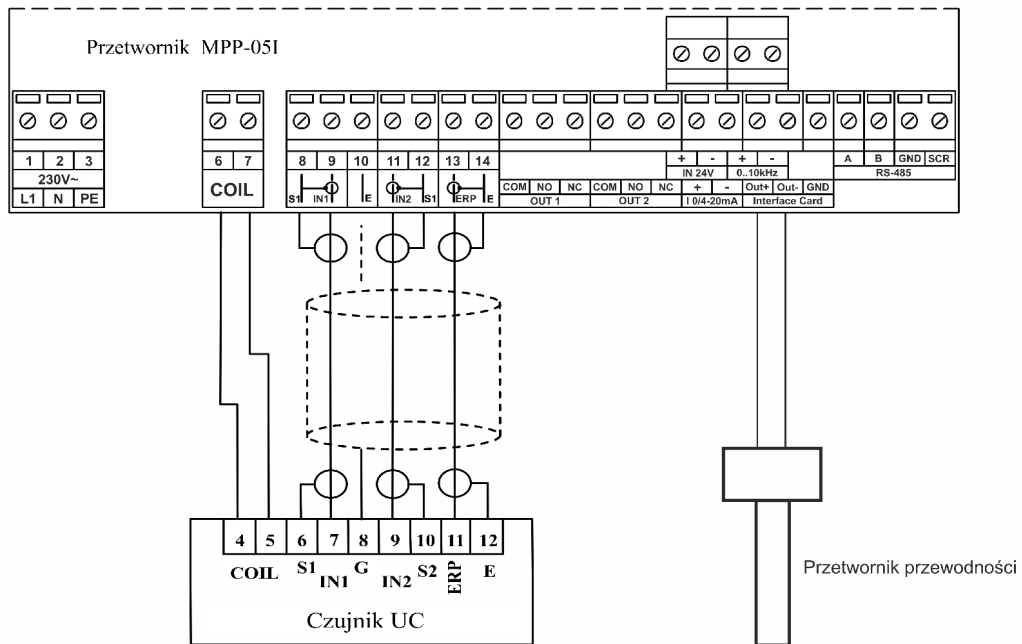 Przetwornik MPP-05I
1 2 3
230V~
L1 N PE
6 7
COIL
8 9 10 11 12 13 14
S1 IN1 E IN2 S1 ERP E
COM NO NC COM NO NC
OUT 1 OUT 2
+ - + -
IN 24V 0..10kHz
+ - Out+ Out- GND
I 0/4-20mA Interface Card
A B GND SCR
RS-485
4 5 6 7 8 9 10 11 12
COIL S1 IN1 G IN2 S2 ERP E
Czujnik UC
Przetwornik przewodności